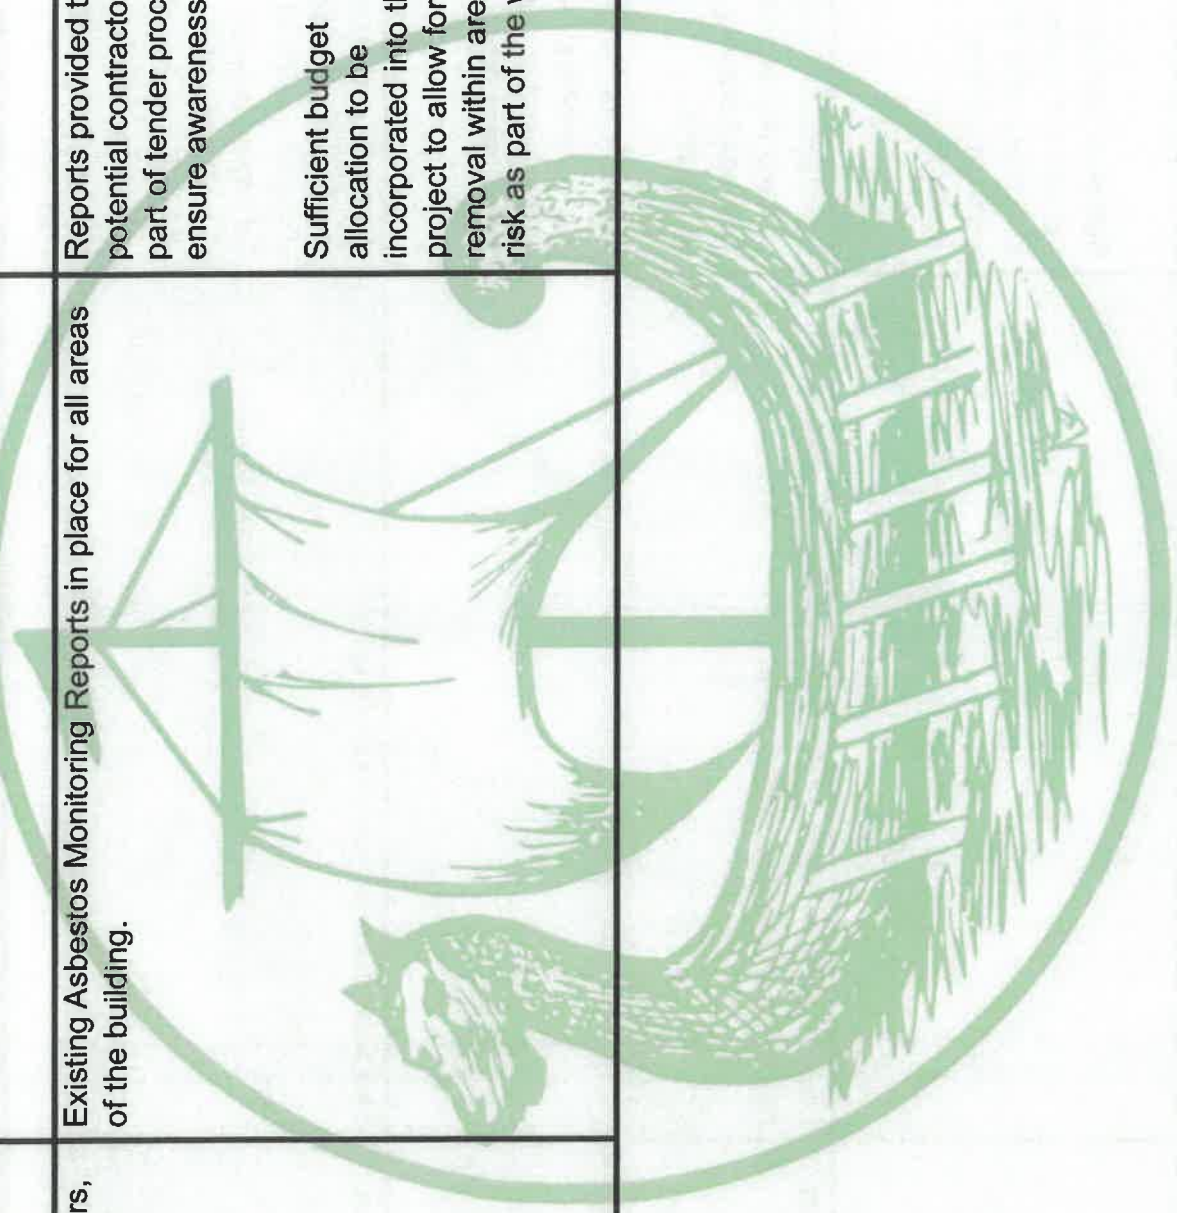 rs,
Existing Asbestos Monitoring Reports in place for all areas
of the building.
Reports provided t
potential contracto
part of tender proc
ensure awareness
Sufficient budget
allocation to be
incorporated into th
project to allow for
removal within are
risk as part of the